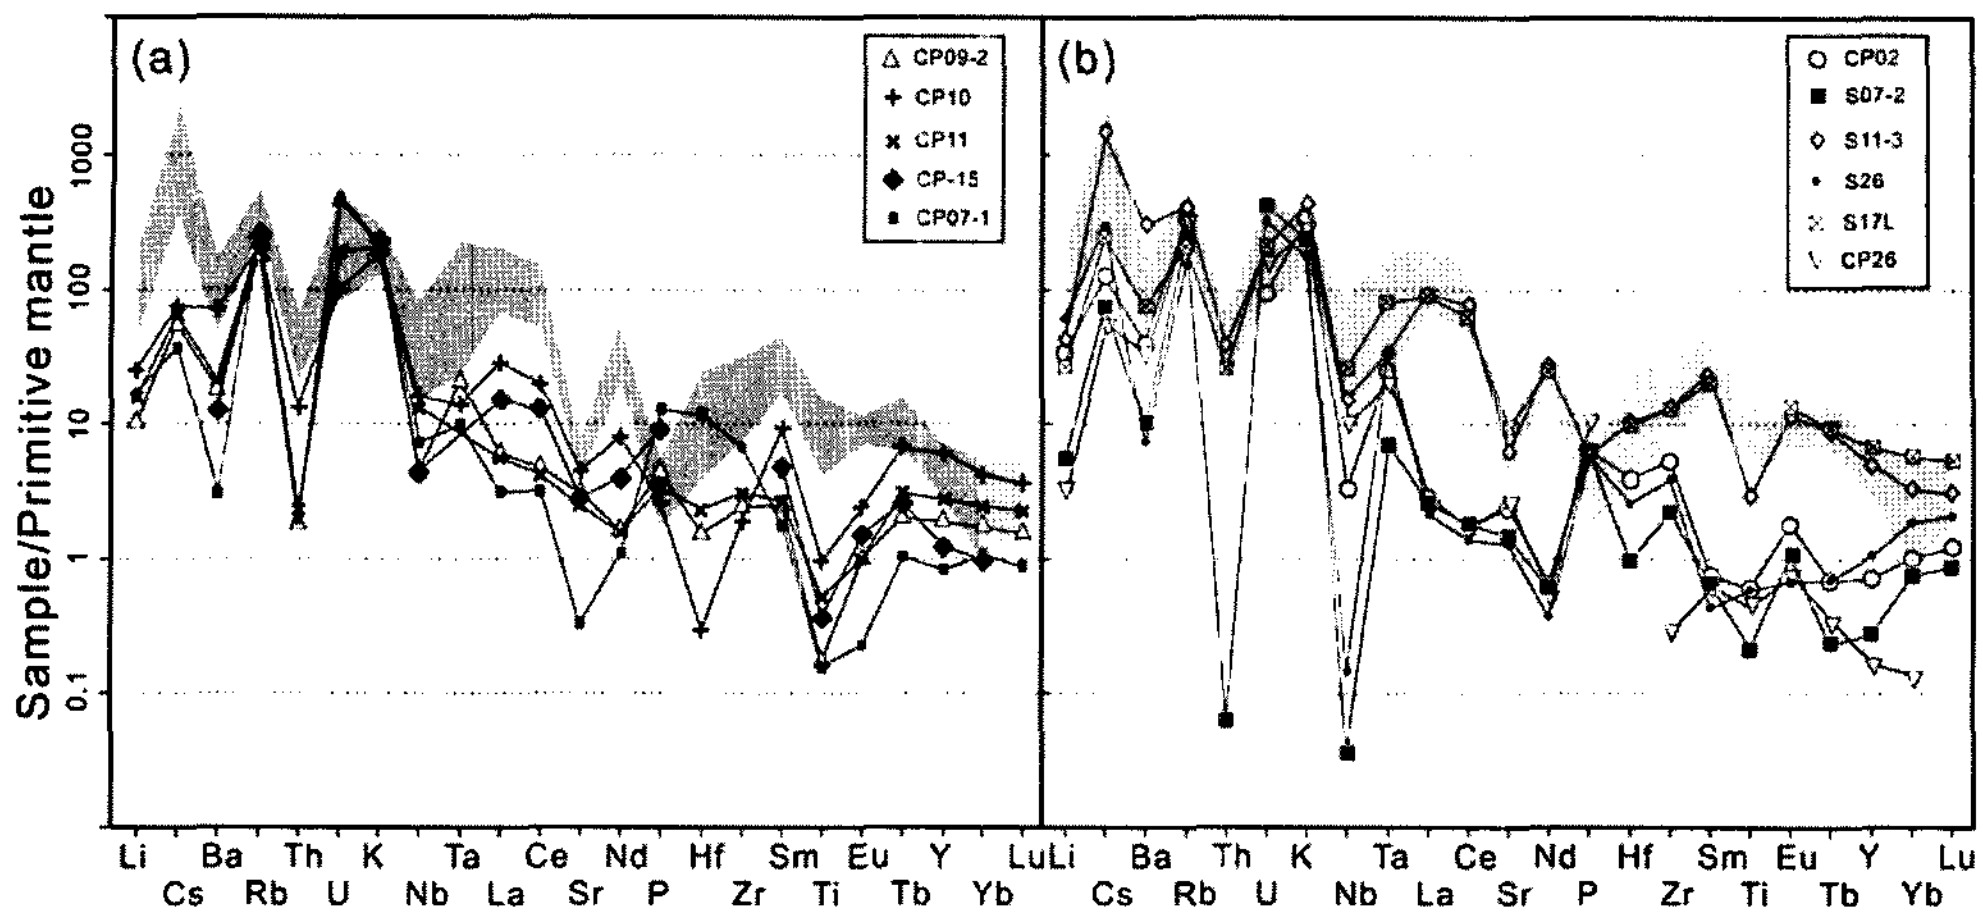 (a)
CP09-2
CP10
CP11
CP-15
CP07-1
(b)
CP02
S07-2
S11-3
S26
S17L
CP26
Sample/Primitive mantle
1000
100
10
1
0.1
Li Ba Th K Ta Ce Nd Hf Sm Eu Y Lu
Cs Rb U Nb La Sr P Zr Ti Tb Yb
Li Ba Th K Ta Ce Nd Hf Sm Eu Y Lu
Cs Rb U Nb La Sr P Zr Ti Tb Yb